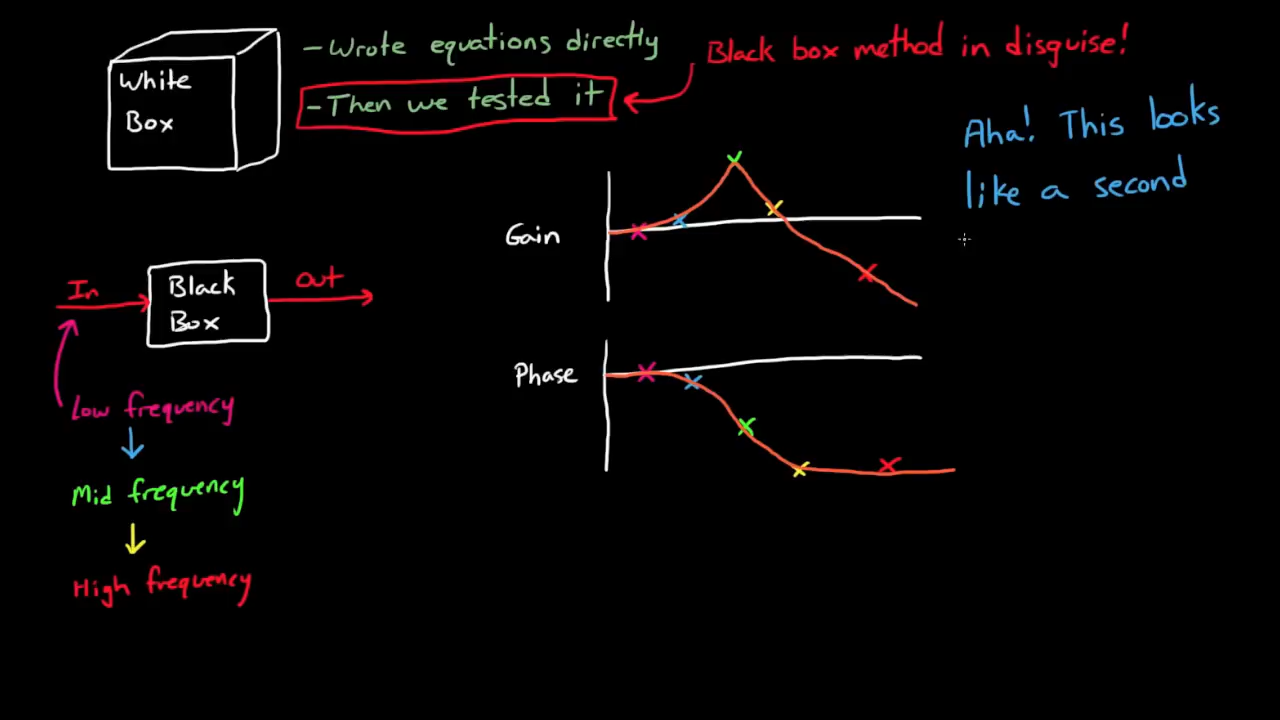 White
Box
- Wrote equations directly
- Then we tested it
Black box method in disguise!
Aha! This looks
like a second
Gain
In
Black
Box
Out
Phase
Low frequency
Mid frequency
High frequency